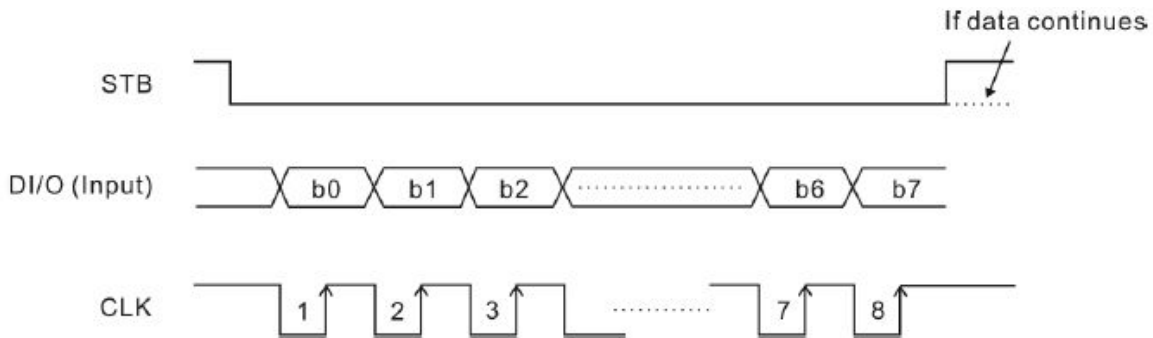 If data continues
STB
DI/O (Input) b0 b1 b2 b6 b7
CLK 1 2 3 7 8